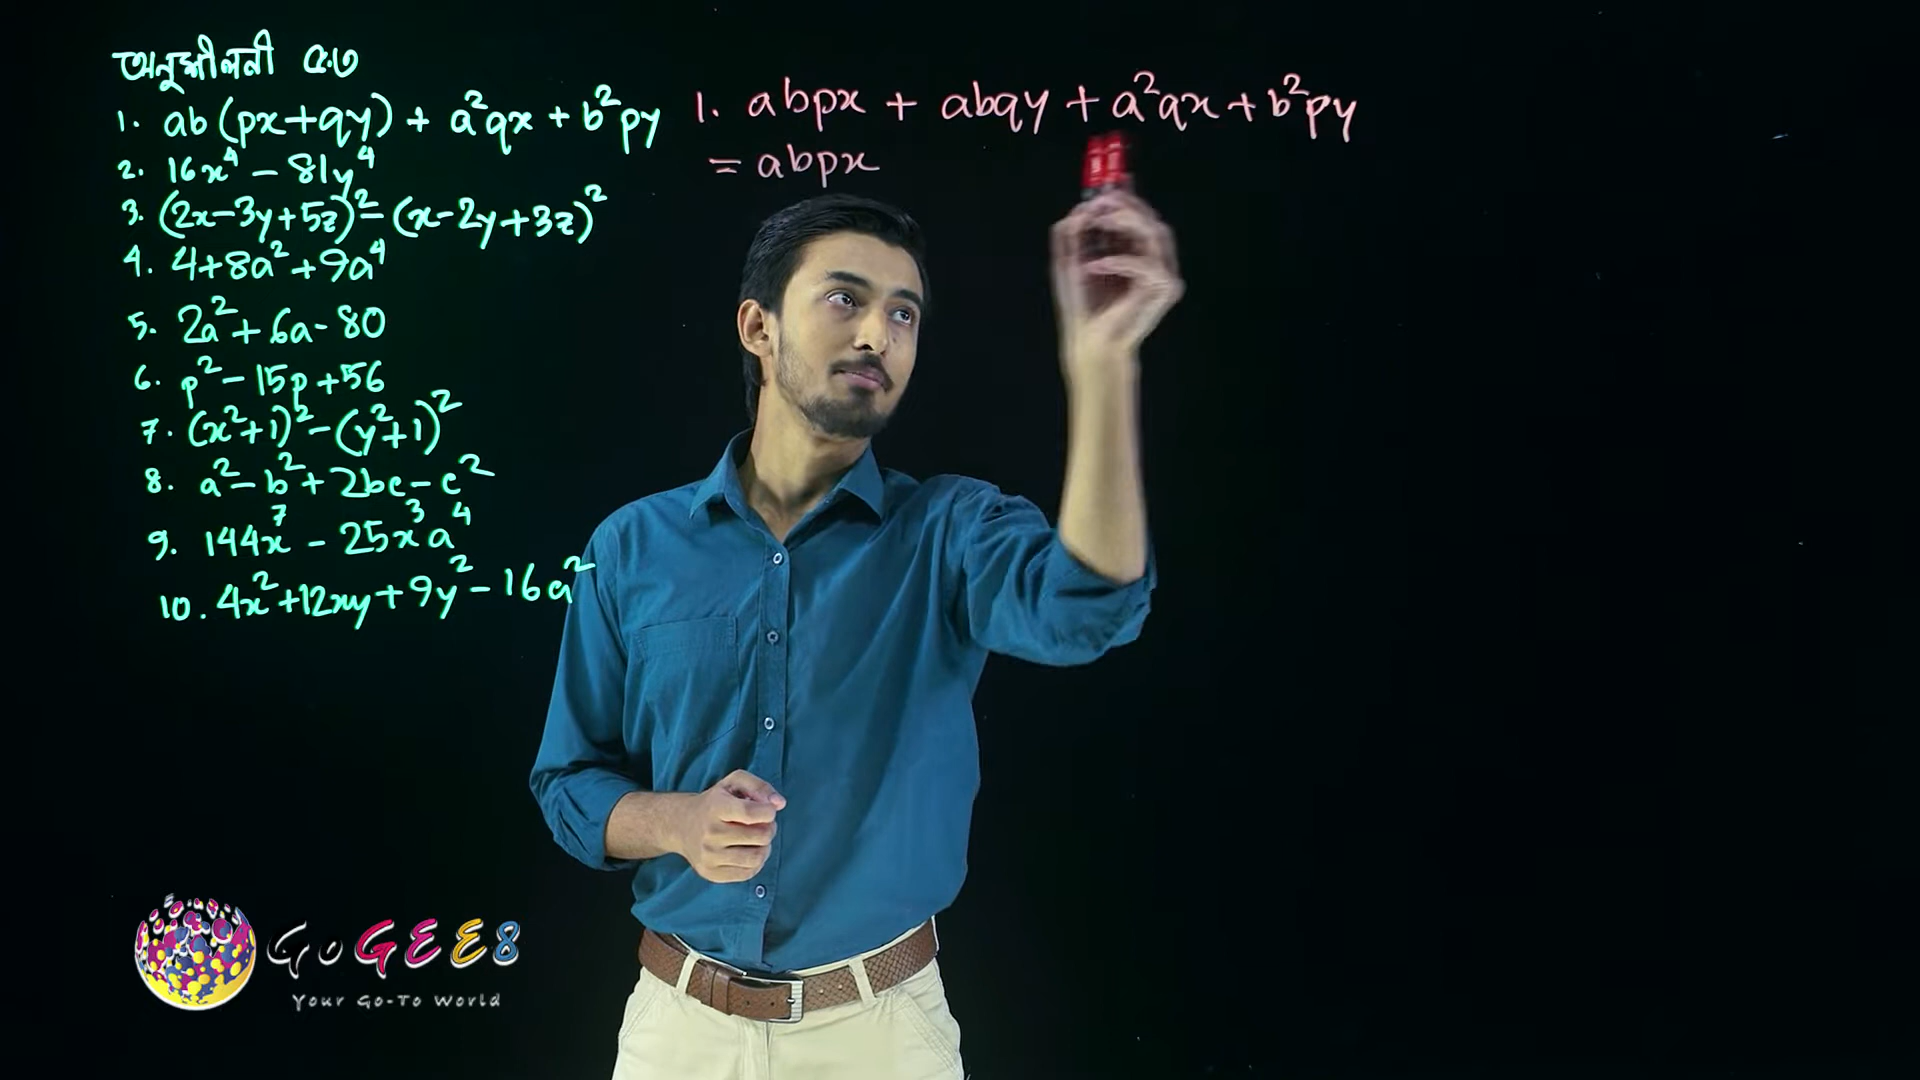 অনুশীলনী ৫.৩
1. ab (px+qy) + a²qx + b²py
2. 16x⁴ - 81y⁴
3. (2x-3y+5z)² - (x-2y+3z)²
4. 4+8a²+9a⁴
5. 2a²+6a-80
6. p²-15p+56
7. (x²+1)² - (y²+1)²
8. a²-b²+2bc-c²
9. 144x⁷ - 25x³a⁴
10. 4x²+12xy+9y²-16a²
1. abpx + abqy + a²qx + b²py
= abpx
GoGEE8
Your Go-To World